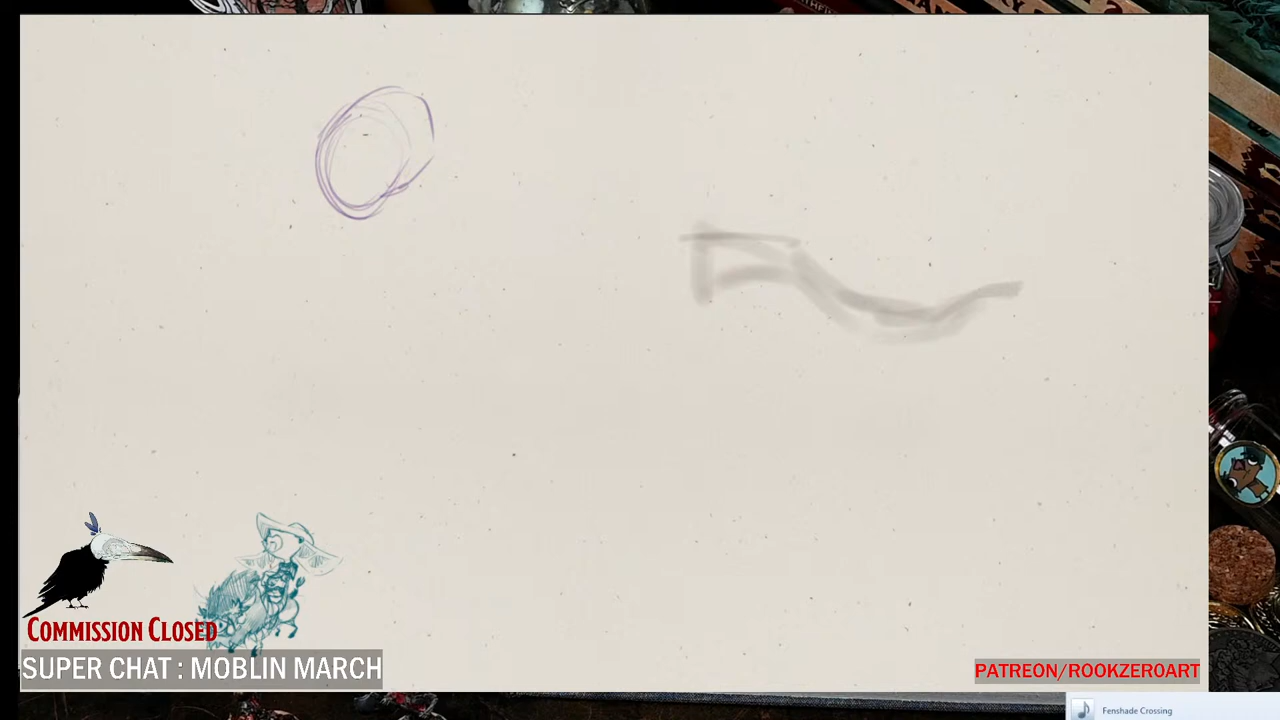 COMMISSION CLOSED
SUPER CHAT : MOBLIN MARCH
PATREON/ROOKZEROART
Fenshade Crossing